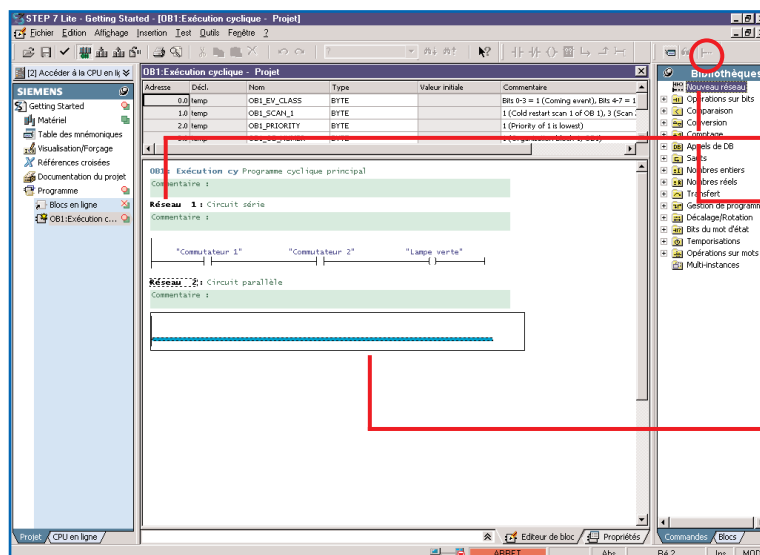 STEP 7 Lite - Getting Started - [OB1:Exécution cyclique - Projet]
Fichier Edition Affichage Insertion Test Outils Fenêtre ?
[2] Accéder à la CPU en li
SIEMENS
Getting Started
Matériel
Table des mnémoniques
Visualisation/Forçage
Références croisées
Documentation du projet
Programme
Blocs en ligne
OB1:Exécution c...
Projet
CPU en ligne
OB1:Exécution cyclique - Projet
Adresse Décl. Nom Type Valeur initiale Commentaire
0.0 temp OB1_EV_CLASS BYTE Bits 0-3 = 1 (Coming event), Bits 4-7 = 1
1.0 temp OB1_SCAN_1 BYTE 1 (Cold restart scan 1 of OB 1), 3 (Scan
2.0 temp OB1_PRIORITY BYTE 1 (Priority of 1 is lowest)
OB1: Exécution cy Programme cyclique principal
Commentaire :
Réseau 1 : Circuit série
Commentaire :
"Commutateur 1" "Commutateur 2" "Lampe verte"
Réseau 2 : Circuit parallèle
Commentaire :
Editeur de bloc
Propriétés
Bibliothèques
Nouveau réseau
Opérations sur bits
Comparaison
Conversion
Comptage
Appels de DB
Sauts
Nombres entiers
Nombres réels
Transfert
Gestion de programm
Décalage/Rotation
Bits du mot d'état
Temporisations
Opérations sur mots
Multi-instances
Commandes
Blocs
ARRET Abs Ré 2 Ins MOD